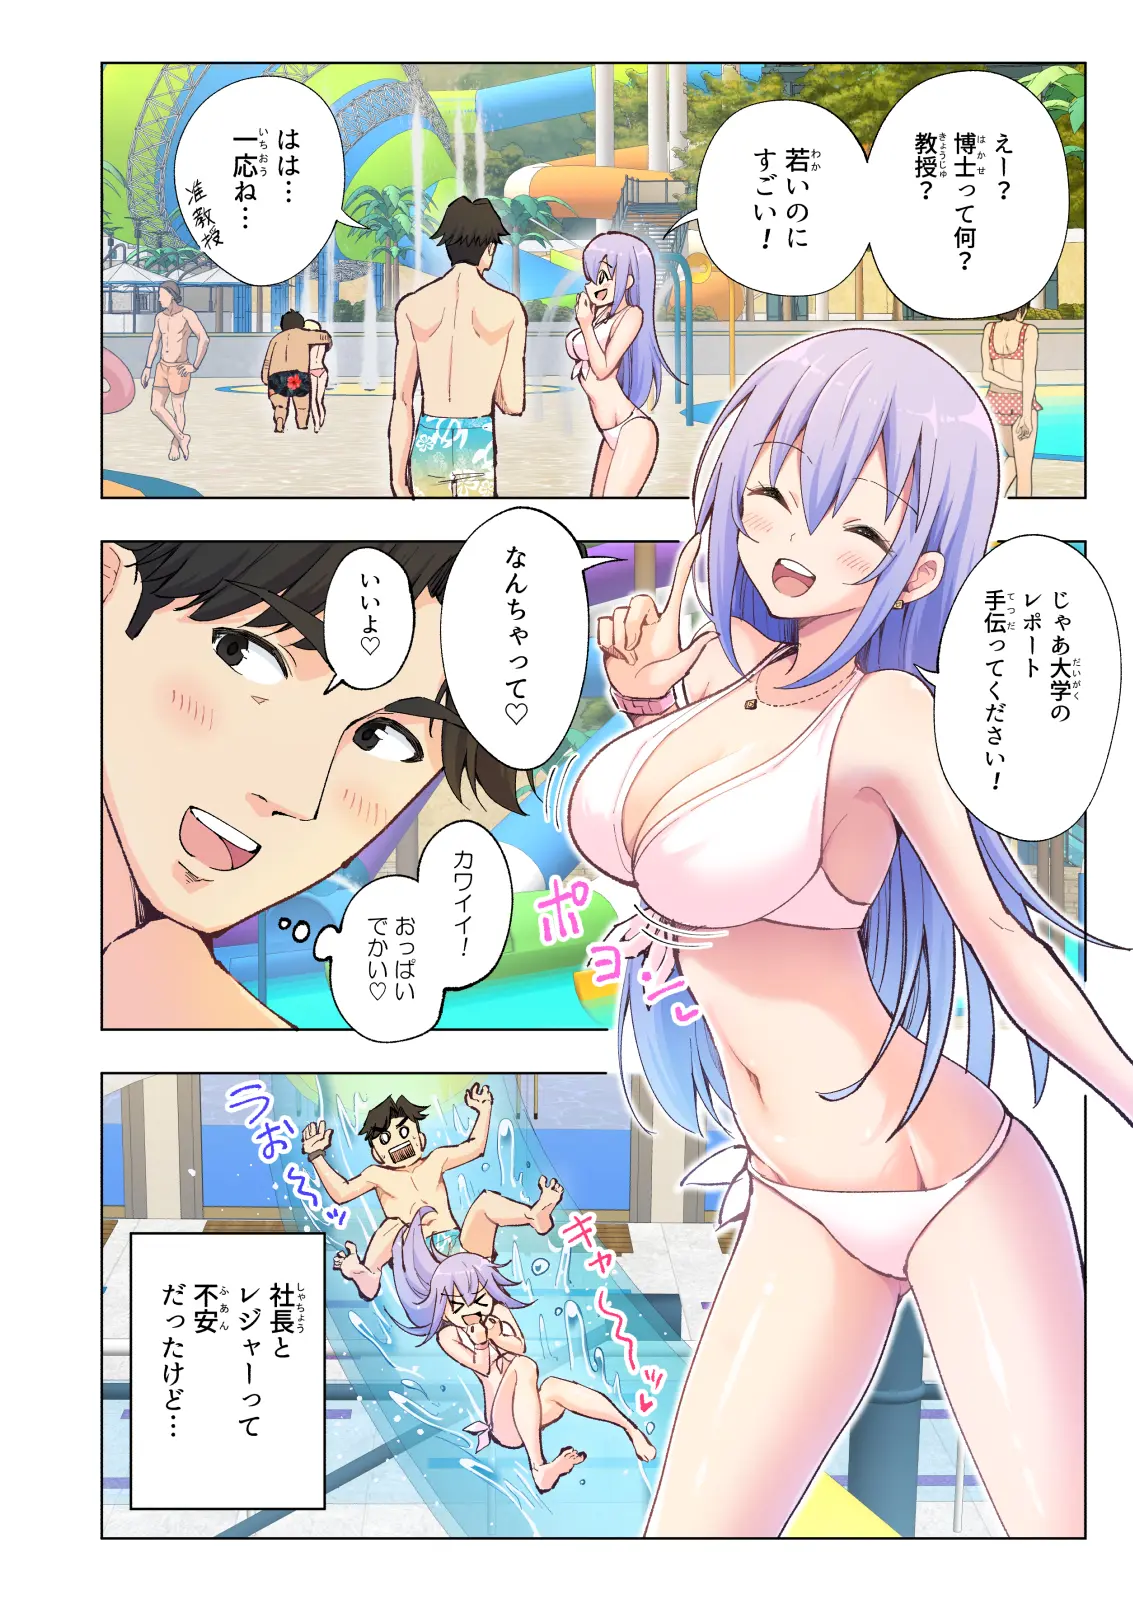 えー?
博士って何?
教授?
若いのに
すごい!
はは…
一応ね…
准教授
じゃあ大学の
レポート
手伝ってください!
なんちゃって♡
いいよ♡
カワイイ!
おっぱい
でかい♡
ポヨン♥
うお〜〜ッ
キャ〜〜ッ♥
社長と
レジャーって
不安
だったけど…